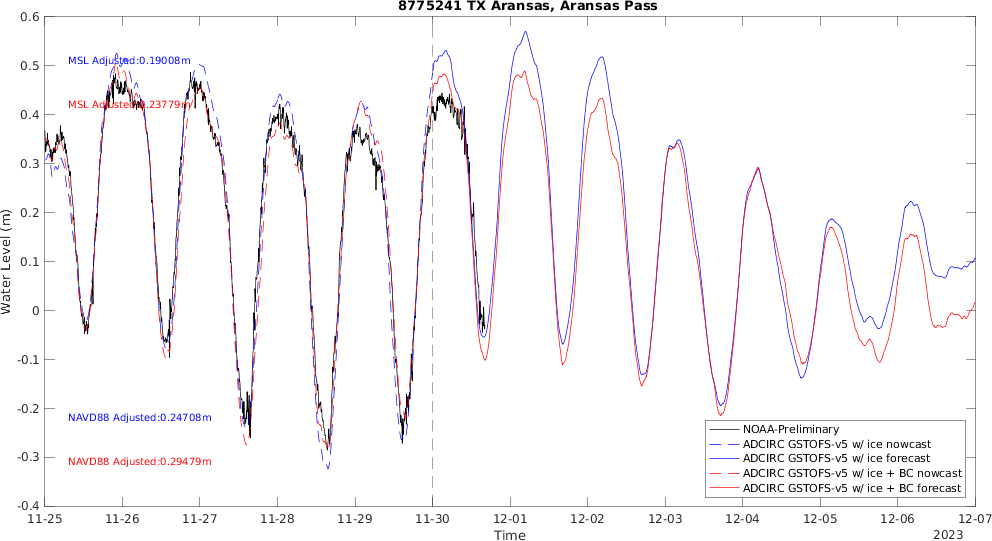 8775241 TX Aransas, Aransas Pass
Water Level (m)
0.6
0.5
0.4
0.3
0.2
0.1
0
-0.1
-0.2
-0.3
-0.4
MSL Adjusted:0.19008m
MSL Adjusted:0.23779m
NAVD88 Adjusted:0.24708m
NAVD88 Adjusted:0.29479m
NOAA-Preliminary
ADCIRC GSTOFS-v5 w/ ice nowcast
ADCIRC GSTOFS-v5 w/ ice forecast
ADCIRC GSTOFS-v5 w/ ice + BC nowcast
ADCIRC GSTOFS-v5 w/ ice + BC forecast
11-25 11-26 11-27 11-28 11-29 11-30 12-01 12-02 12-03 12-04 12-05 12-06 12-07
Time
2023